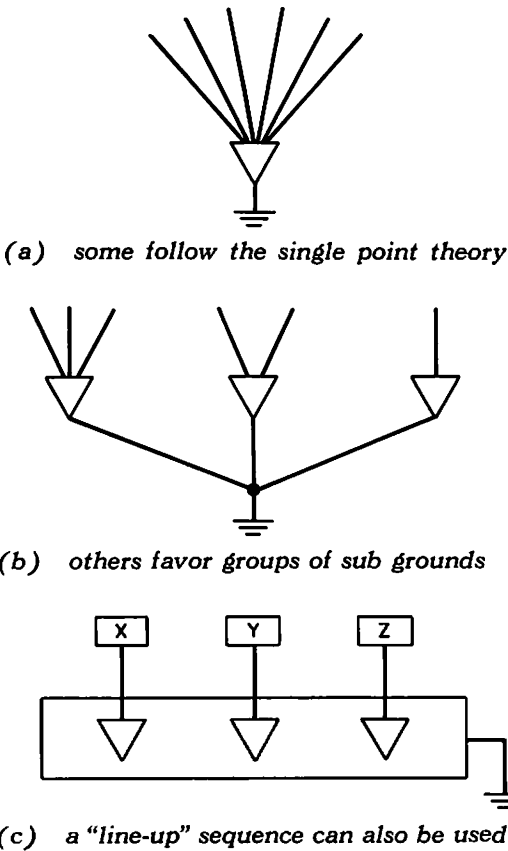 (a) some follow the single point theory
(b) others favor groups of sub grounds
X Y Z
(c) a “line-up” sequence can also be used